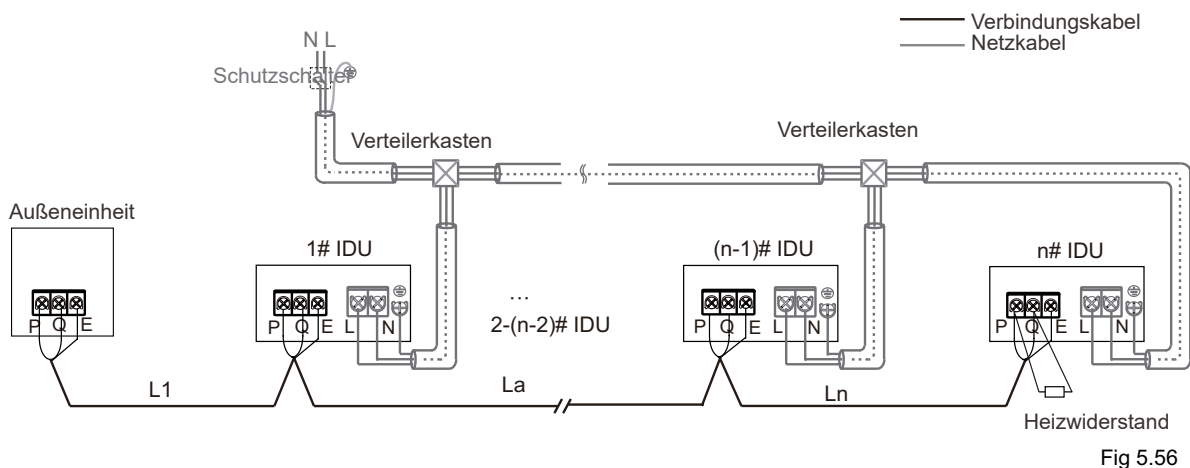 Verbindungskabel
Netzkabel
N L
Schutzschalter
Verteilerkasten
Verteilerkasten
Außeneinheit
1# IDU
(n-1)# IDU
n# IDU
...
2-(n-2)# IDU
P Q E
P Q E L N
P Q E L N
P Q E L N
L1
La
Ln
Heizwiderstand
Fig 5.56